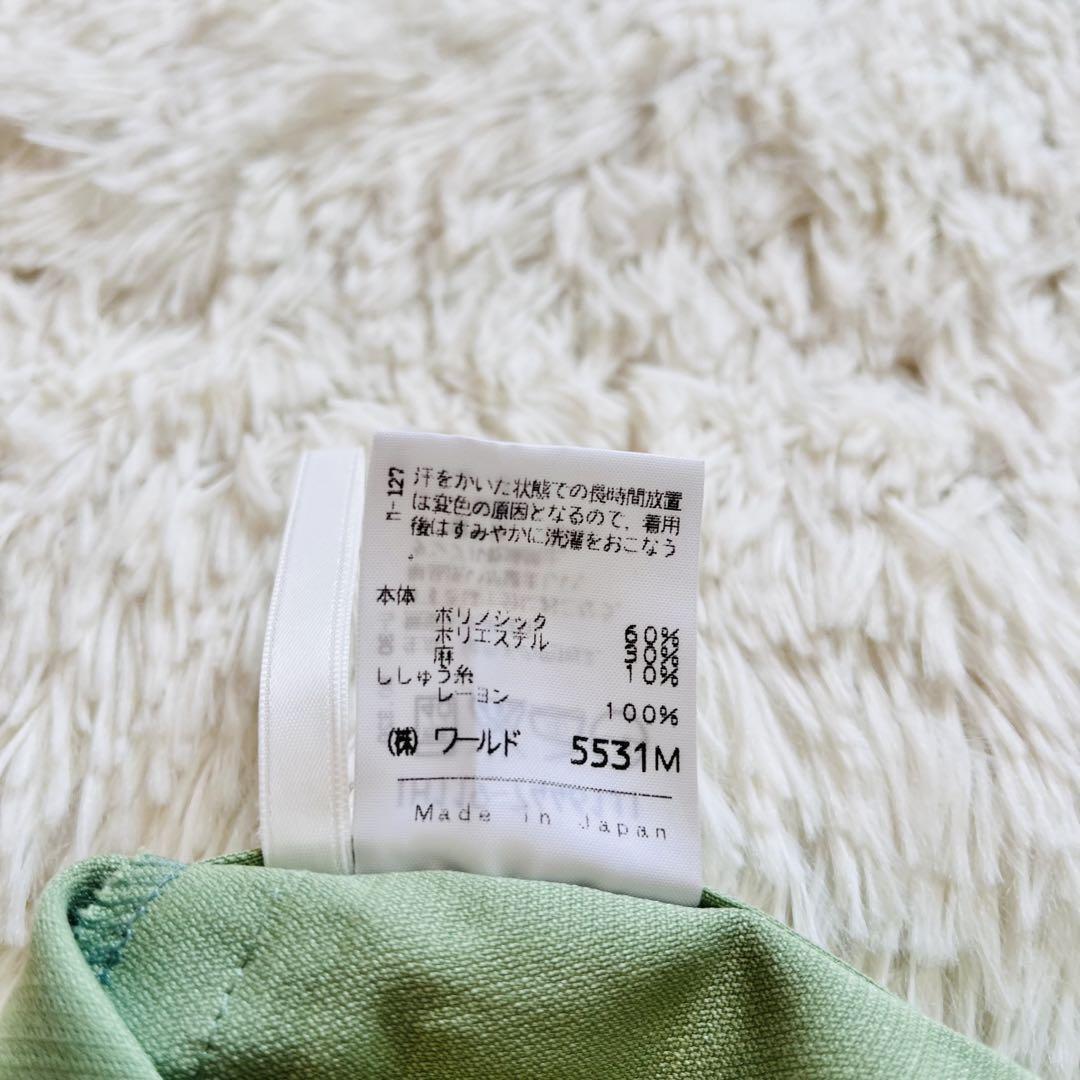 n-127
汗をかいた状態での長時間放置
は変色の原因となるので、着用
後はすみやかに洗濯をおこなう
.
本体
ポリノジック 60%
ポリエステル 30%
麻 10%
ししゅう糸
レーヨン 100%
(株) ワールド 5531M
Made in Japan